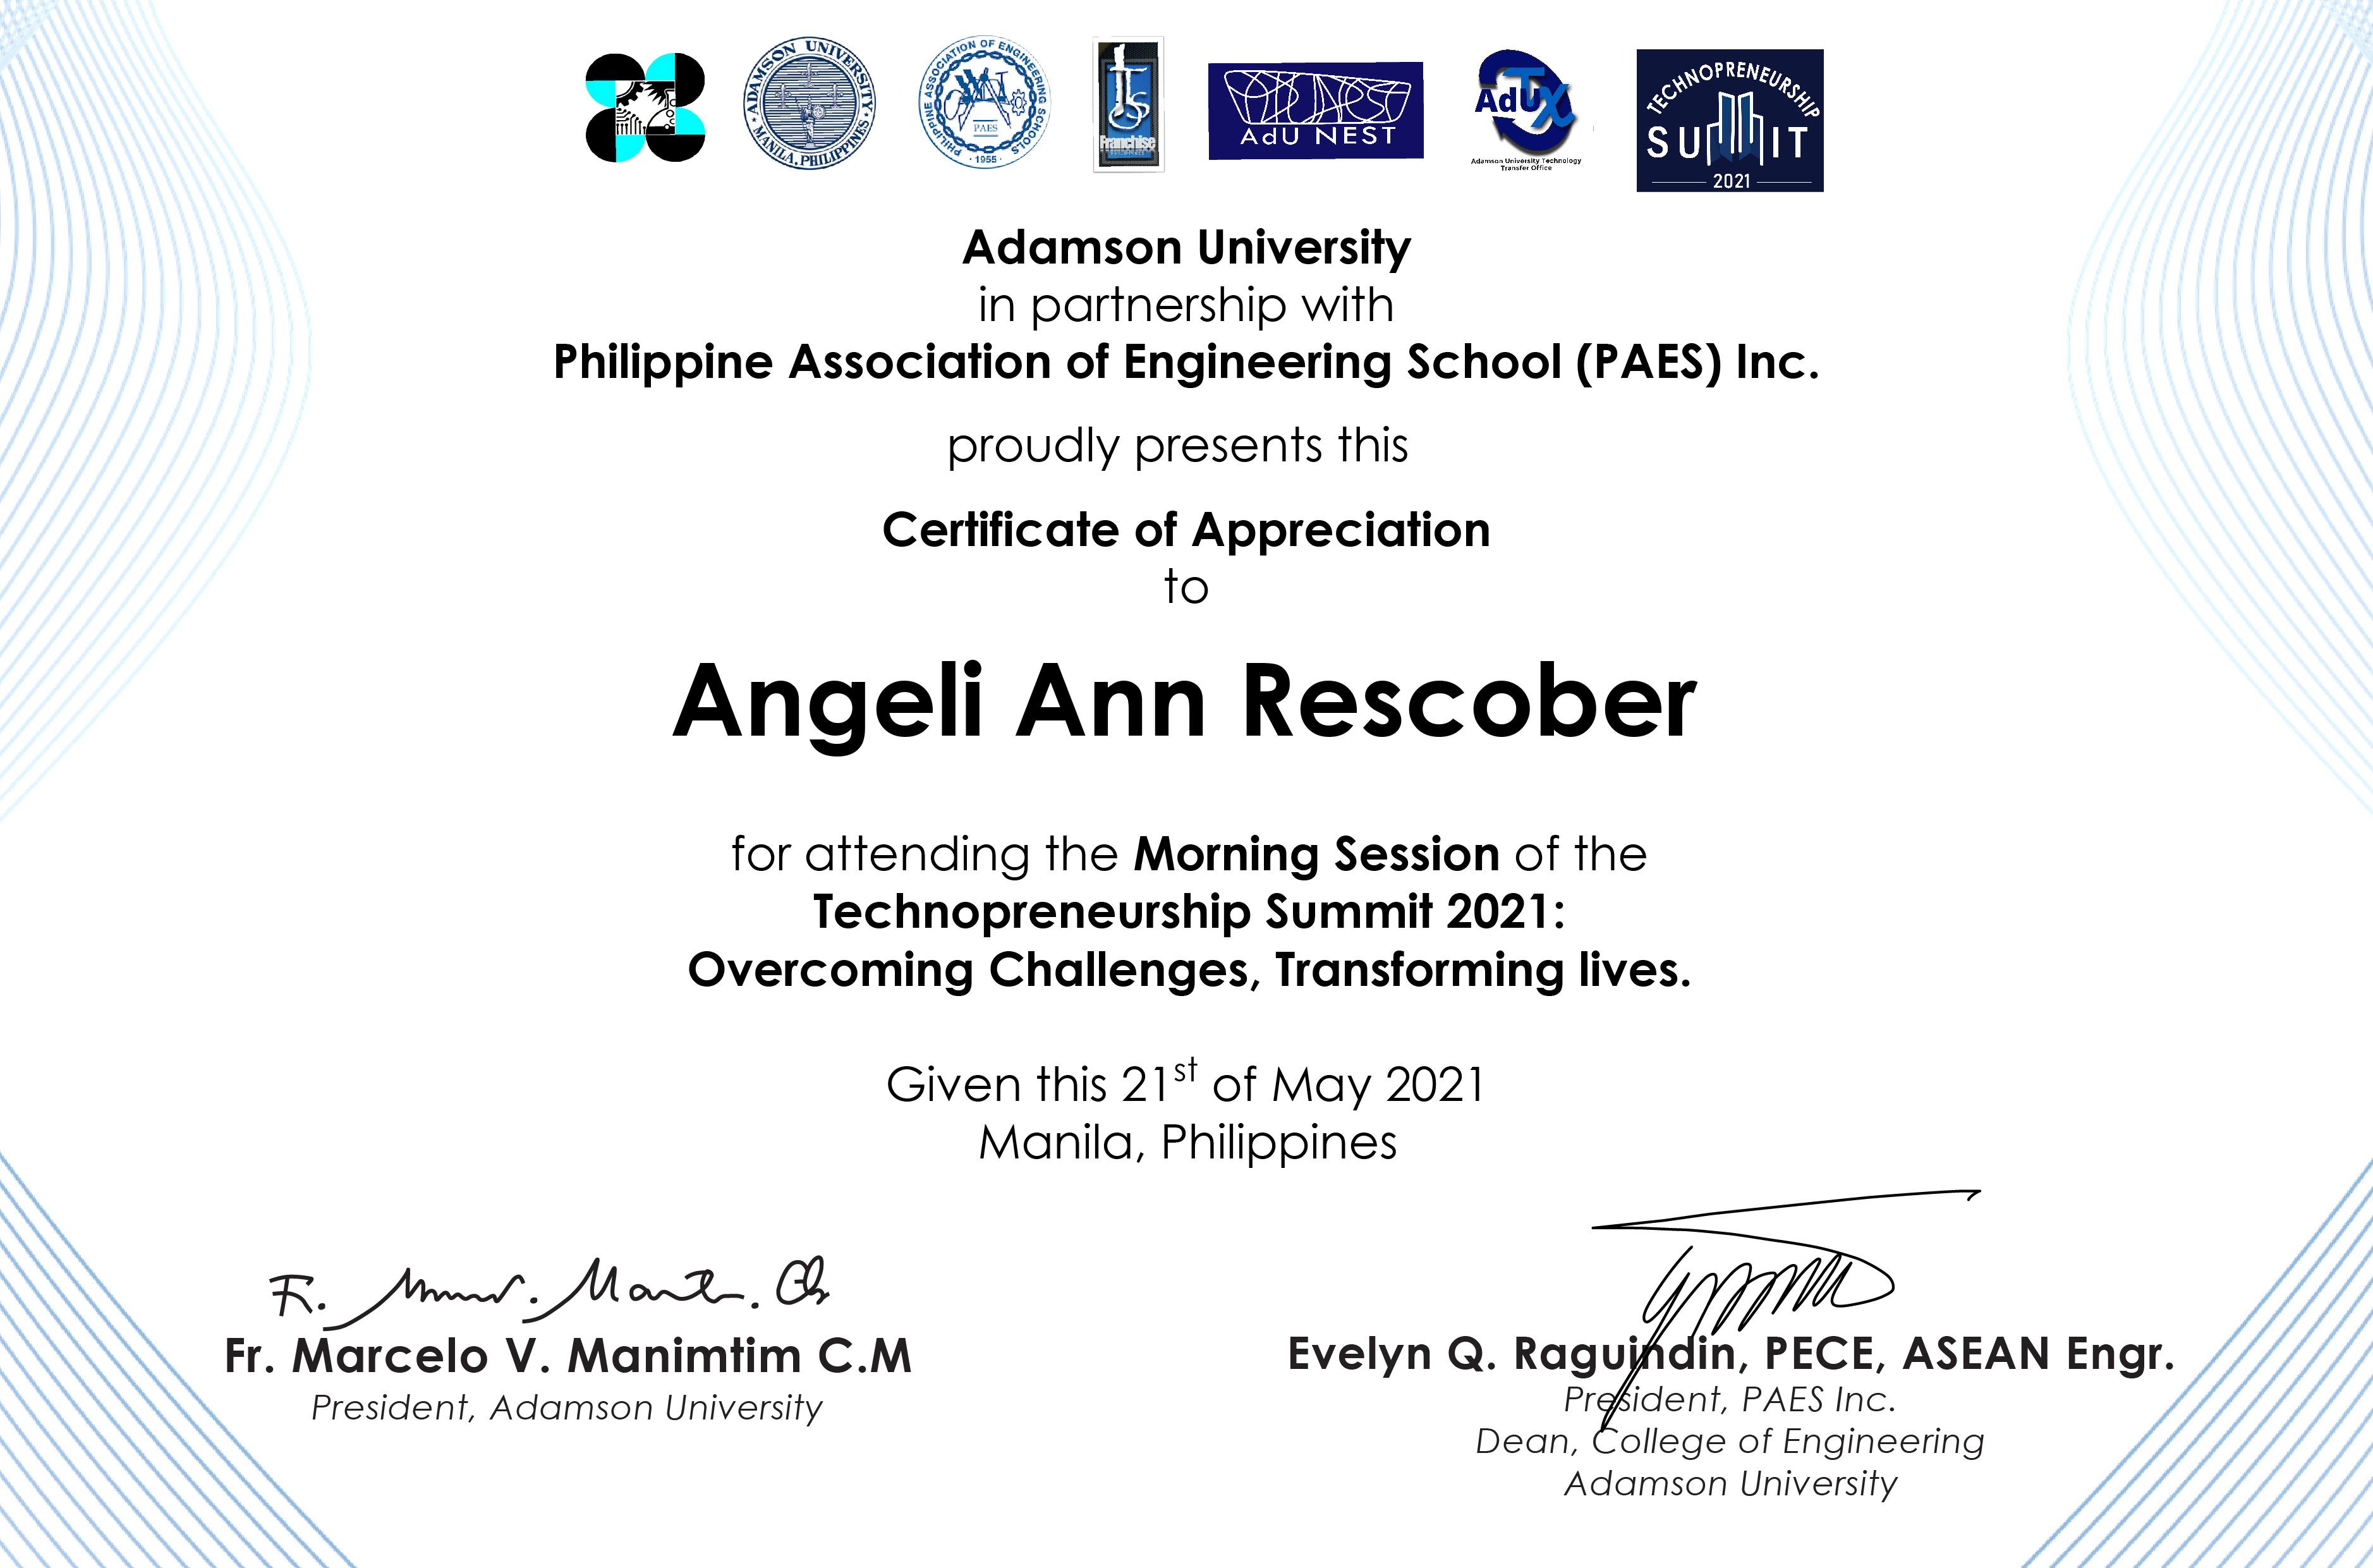 ADAMSON UNIVERSITY
MANILA, PHILIPPINES
PHILIPPINE ASSOCIATION OF ENGINEERING SCHOOLS
PAES
1955
Franchise
AdU NEST
AdUTX
Adamson University Technology
Transfer Office
TECHNOPRENEURSHIP
SUMMIT
2021
Adamson University
in partnership with
Philippine Association of Engineering School (PAES) Inc.
proudly presents this
Certificate of Appreciation
to
Angeli Ann Rescober
for attending the Morning Session of the
Technopreneurship Summit 2021:
Overcoming Challenges, Transforming lives.
Given this 21st of May 2021
Manila, Philippines
Fr. Marcelo V. Manimtim C.M
President, Adamson University
Evelyn Q. Raguindin, PECE, ASEAN Engr.
President, PAES Inc.
Dean, College of Engineering
Adamson University